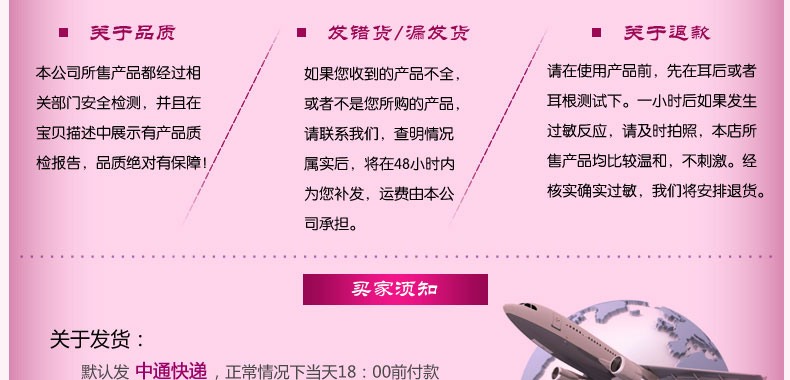 ■ 关于品质
本公司所售产品都经过相
关部门安全检测，并且在
宝贝描述中展示有产品质
检报告，品质绝对有保障！
■ 发错货/漏发货
如果您收到的产品不全，
或者不是您所购的产品，
请联系我们，查明情况
属实后，将在48小时内
为您补发，运费由本公
司承担。
■ 关于退款
请在使用产品前，先在耳后或者
耳根测试下。一小时后如果发生
过敏反应，请及时拍照，本店所
售产品均比较温和，不刺激。经
核实确实过敏，我们将安排退货。
买家须知
关于发货：
默认发 中通快递 ，正常情况下当天18：00前付款